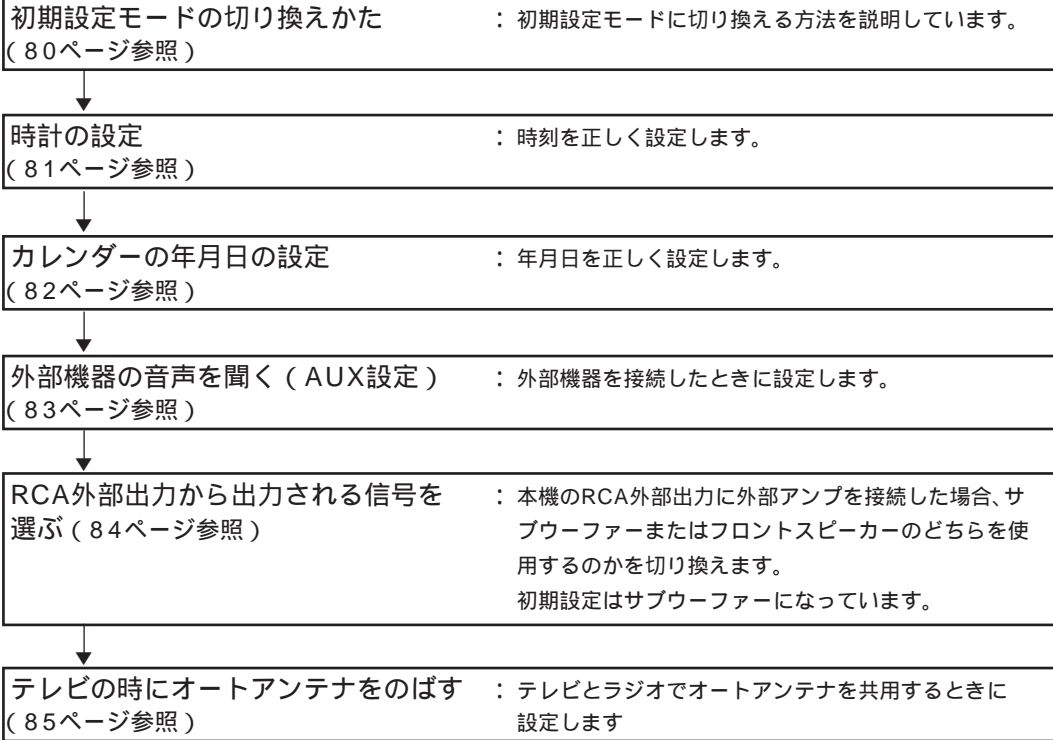 初期設定モードの切り換えかた
：初期設定モードに切り換える方法を説明しています。
(80ページ参照)
時計の設定
：時刻を正しく設定します。
(81ページ参照)
カレンダーの年月日の設定
：年月日を正しく設定します。
(82ページ参照)
外部機器の音声を聞く(AUX設定)
：外部機器を接続したときに設定します。
(83ページ参照)
RCA外部出力から出力される信号を
選ぶ(84ページ参照)
：本機のRCA外部出力に外部アンプを接続した場合、サ
ブウーファーまたはフロントスピーカーのどちらを使
用するのかを切り換えます。
初期設定はサブウーファーになっています。
テレビの時にオートアンテナをのばす
(85ページ参照)
：テレビとラジオでオートアンテナを共用するときに
設定します